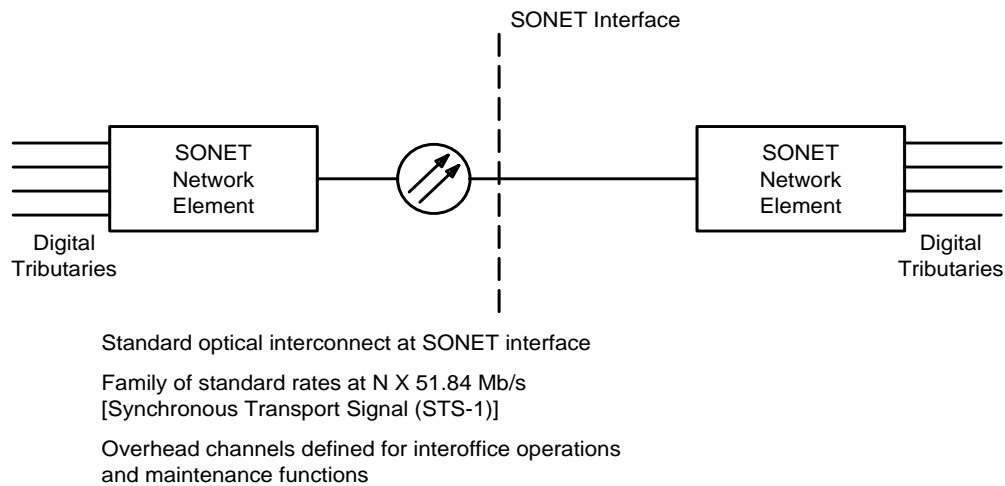 SONET Interface
SONET
Network
Element
SONET
Network
Element
Digital
Tributaries
Digital
Tributaries
Standard optical interconnect at SONET interface
Family of standard rates at N X 51.84 Mb/s
[Synchronous Transport Signal (STS-1)]
Overhead channels defined for interoffice operations
and maintenance functions